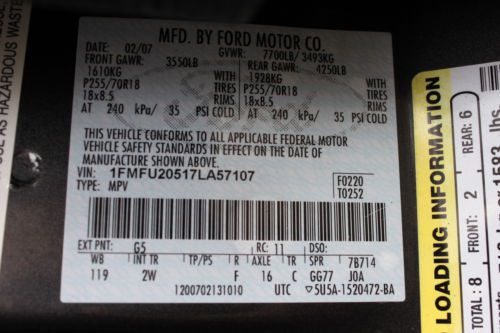 MFD. BY FORD MOTOR CO.
DATE: 02/07 GVWR: 7700LB/ 3493KG
FRONT GAWR: 3550LB REAR GAWR: 4250LB
1610KG 1928KG
P255/70R18 TIRES P255/70R18 TIRES
18x8.5 RIMS 18x8.5 RIMS
AT 240 kPa/ 35 PSI COLD AT 240 kPa/ 35 PSI COLD
THIS VEHICLE CONFORMS TO ALL APPLICABLE FEDERAL MOTOR
VEHICLE SAFETY STANDARDS IN EFFECT ON THE DATE OF
MANUFACTURE SHOWN ABOVE.
VIN: 1FMFU20517LA57107
TYPE: MPV
F0220
T0252
EXT PNT: G5 RC: 11 DSO:
WB INT TR TP/PS R AXLE TR SPR 7B714
119 2W F 16 C GG77 JOA
1200702131010 UTC 5U5A-1520472-BA
AS HAZARDOUS WASTE
LOADING INFORMATION
TOTAL: 8 FRONT: 2 REAR: 6
1583 lbs